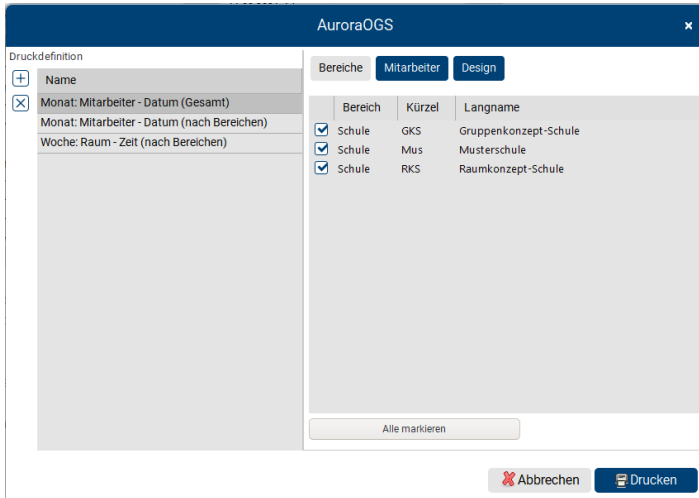 AuroraOGS
Druckdefinition
Name
Monat: Mitarbeiter - Datum (Gesamt)
Monat: Mitarbeiter - Datum (nach Bereichen)
Woche: Raum - Zeit (nach Bereichen)
Bereiche Mitarbeiter Design
Bereich Kürzel Langname
Schule GKS Gruppenkonzept-Schule
Schule Mus Musterschule
Schule RKS Raumkonzept-Schule
Alle markieren
Abbrechen Drucken